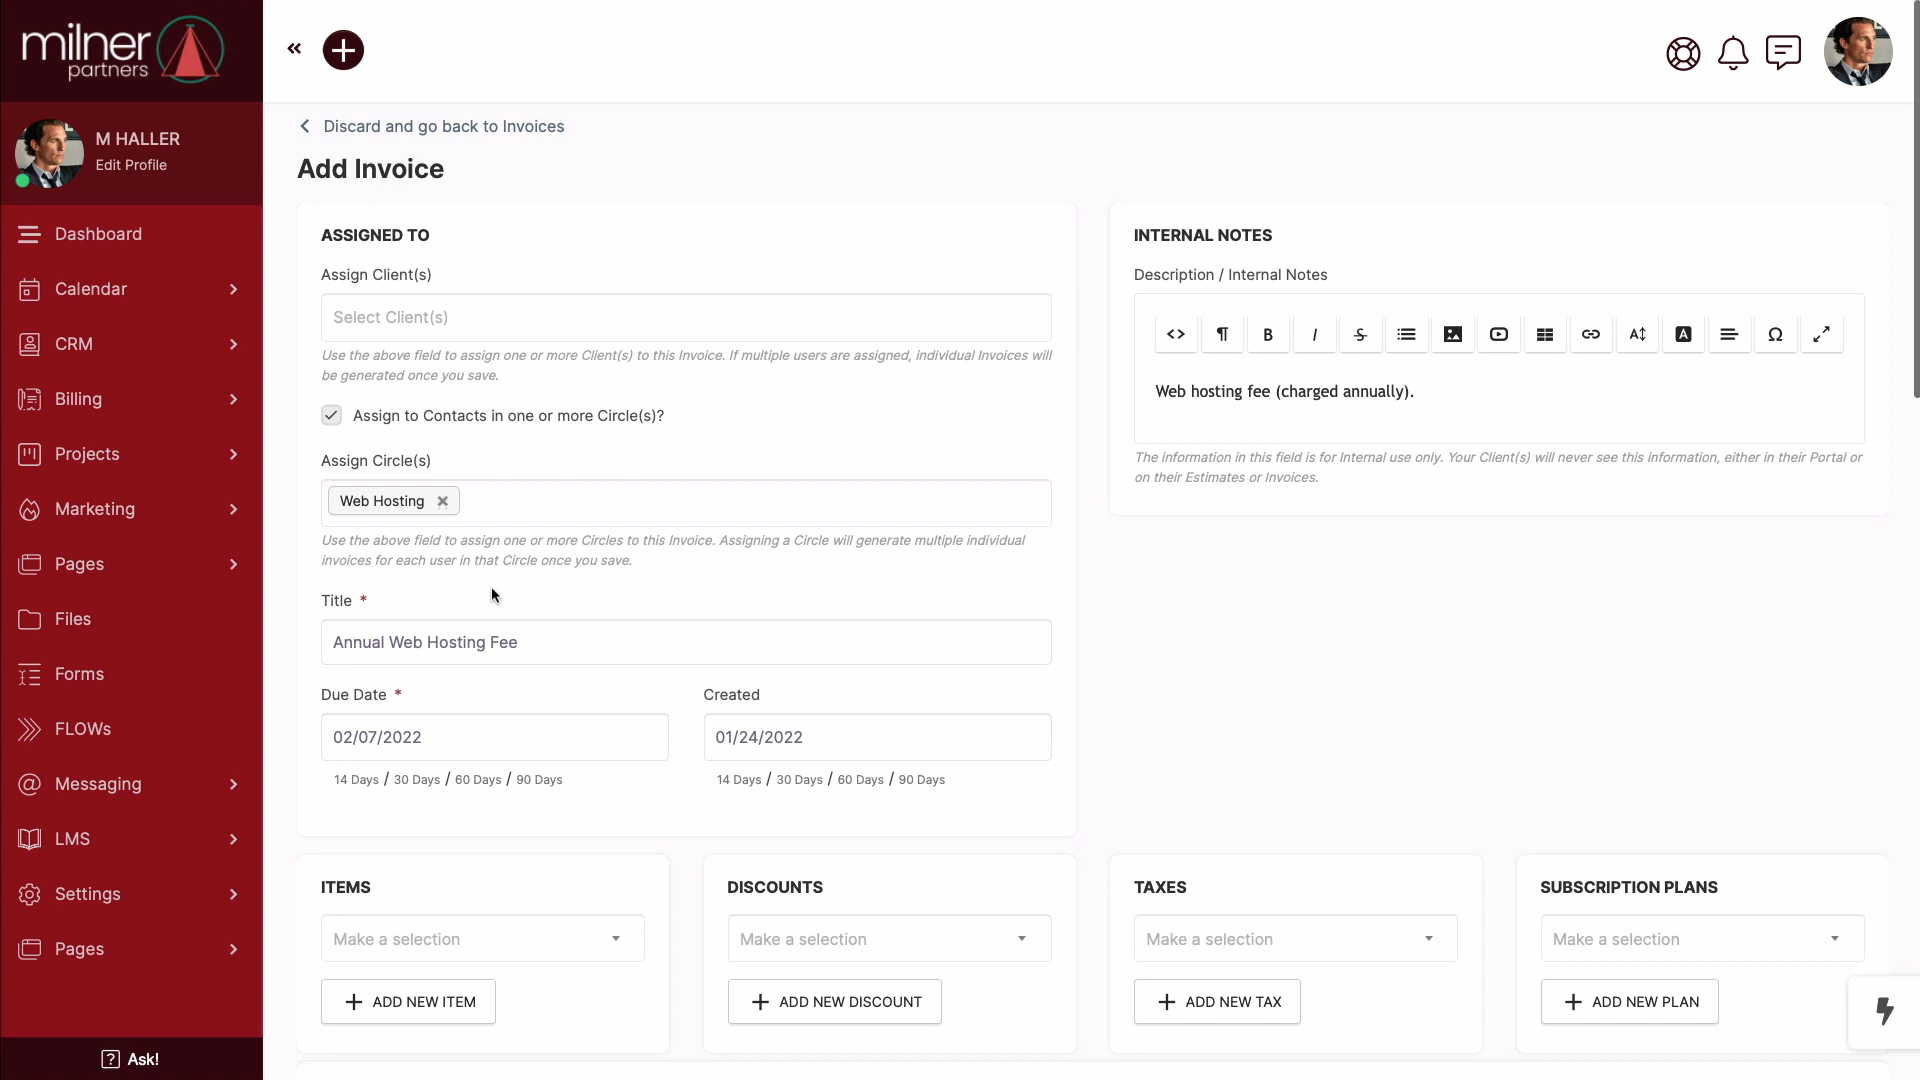 milner
partners
M HALLER
Edit Profile
Dashboard
Calendar
CRM
Billing
Projects
Marketing
Pages
Files
Forms
FLOWs
Messaging
LMS
Settings
Pages
Ask!
Discard and go back to Invoices
Add Invoice
ASSIGNED TO
Assign Client(s)
Select Client(s)
Use the above field to assign one or more Client(s) to this Invoice. If multiple users are assigned, individual Invoices will
be generated once you save.
Assign to Contacts in one or more Circle(s)?
Assign Circle(s)
Web Hosting
Use the above field to assign one or more Circles to this Invoice. Assigning a Circle will generate multiple individual
invoices for each user in that Circle once you save.
Title *
Annual Web Hosting Fee
Due Date *
02/07/2022
14 Days / 30 Days / 60 Days / 90 Days
Created
01/24/2022
14 Days / 30 Days / 60 Days / 90 Days
INTERNAL NOTES
Description / Internal Notes
Web hosting fee (charged annually).
The information in this field is for Internal use only. Your Client(s) will never see this information, either in their Portal or
on their Estimates or Invoices.
ITEMS
Make a selection
ADD NEW ITEM
DISCOUNTS
Make a selection
ADD NEW DISCOUNT
TAXES
Make a selection
ADD NEW TAX
SUBSCRIPTION PLANS
Make a selection
ADD NEW PLAN